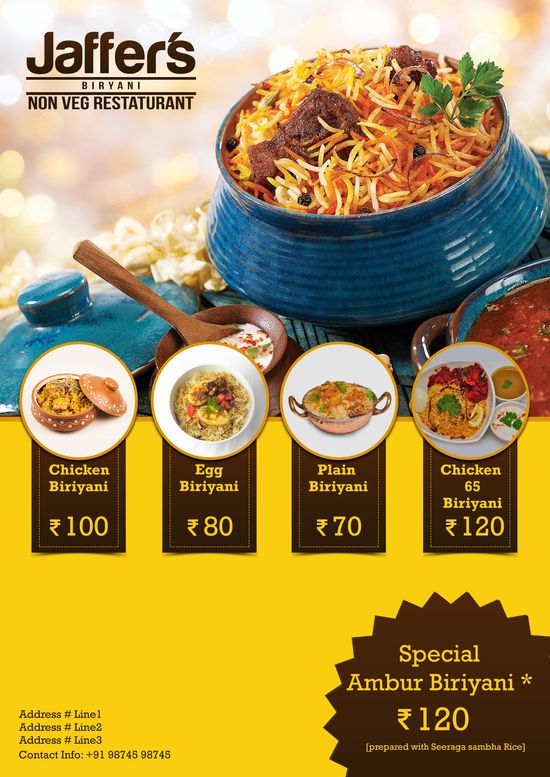 Jaffer's
BIRYANI
NON VEG RESTATURANT
Chicken
Biriyani
₹ 100
Egg
Biriyani
₹ 80
Plain
Biriyani
₹ 70
Chicken
65
Biriyani
₹ 120
Special
Ambur Biriyani *
₹ 120
[prepared with Seeraga sambha Rice]
Address # Line1
Address # Line2
Address # Line3
Contact Info: +91 98745 98745